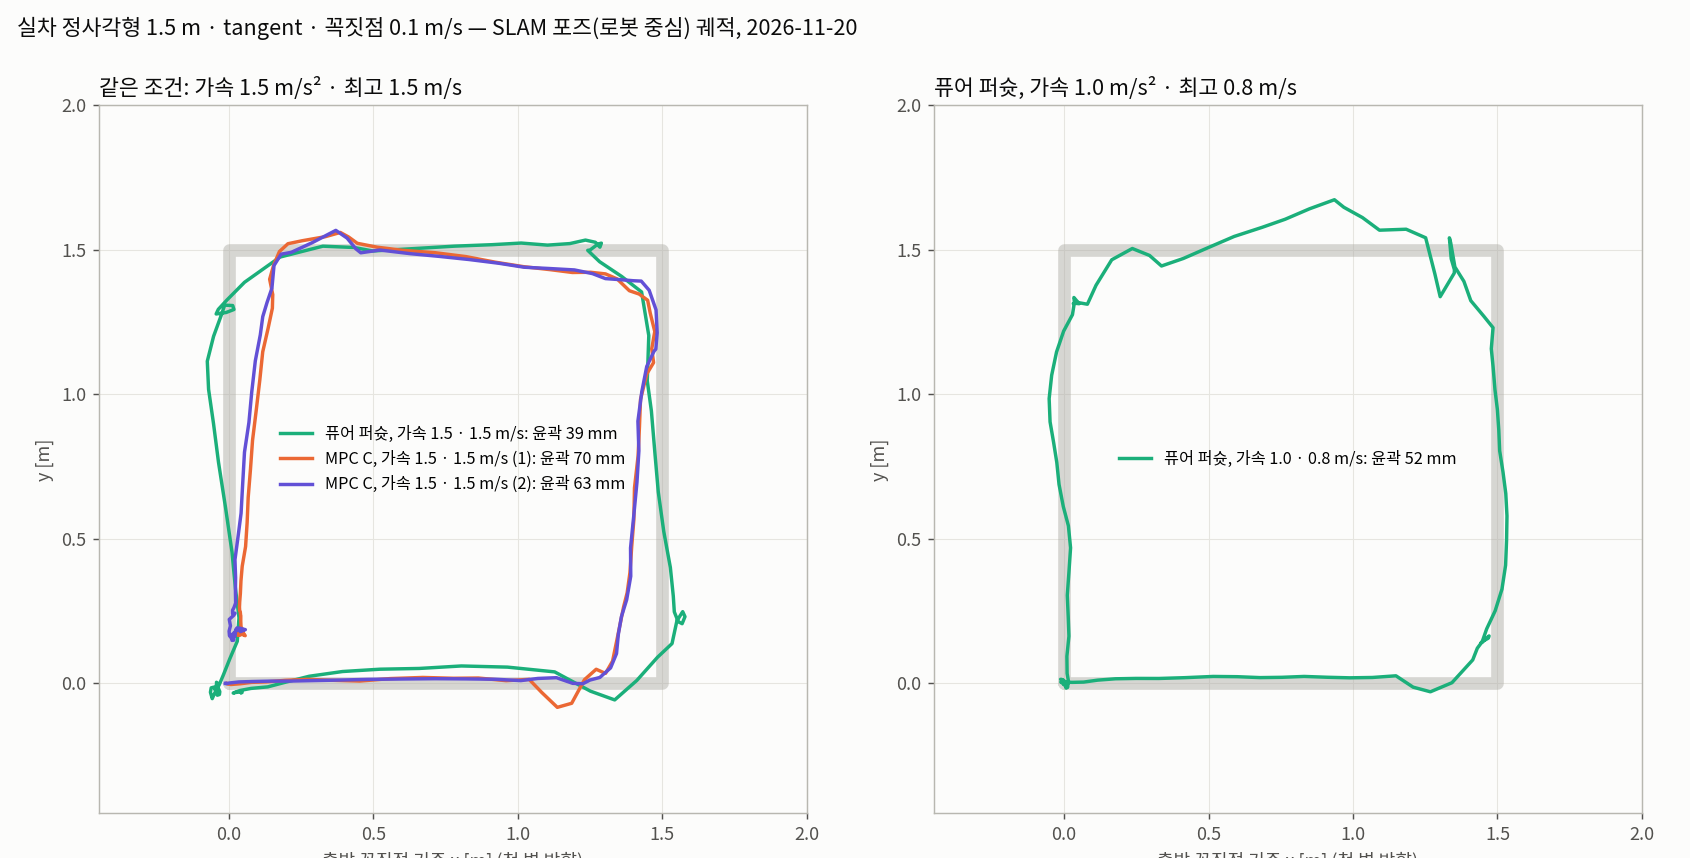 실차 정사각형 1.5 m · tangent · 꼭짓점 0.1 m/s — SLAM 포즈(로봇 중심) 궤적, 2026-11-20
같은 조건: 가속 1.5 m/s² · 최고 1.5 m/s
2.0
1.5
1.0
0.5
0.0
y [m]
퓨어 퍼슛, 가속 1.5 · 1.5 m/s: 윤곽 39 mm
MPC C, 가속 1.5 · 1.5 m/s (1): 윤곽 70 mm
MPC C, 가속 1.5 · 1.5 m/s (2): 윤곽 63 mm
0.0 0.5 1.0 1.5 2.0
퓨어 퍼슛, 가속 1.0 m/s² · 최고 0.8 m/s
2.0
1.5
1.0
0.5
0.0
y [m]
퓨어 퍼슛, 가속 1.0 · 0.8 m/s: 윤곽 52 mm
0.0 0.5 1.0 1.5 2.0